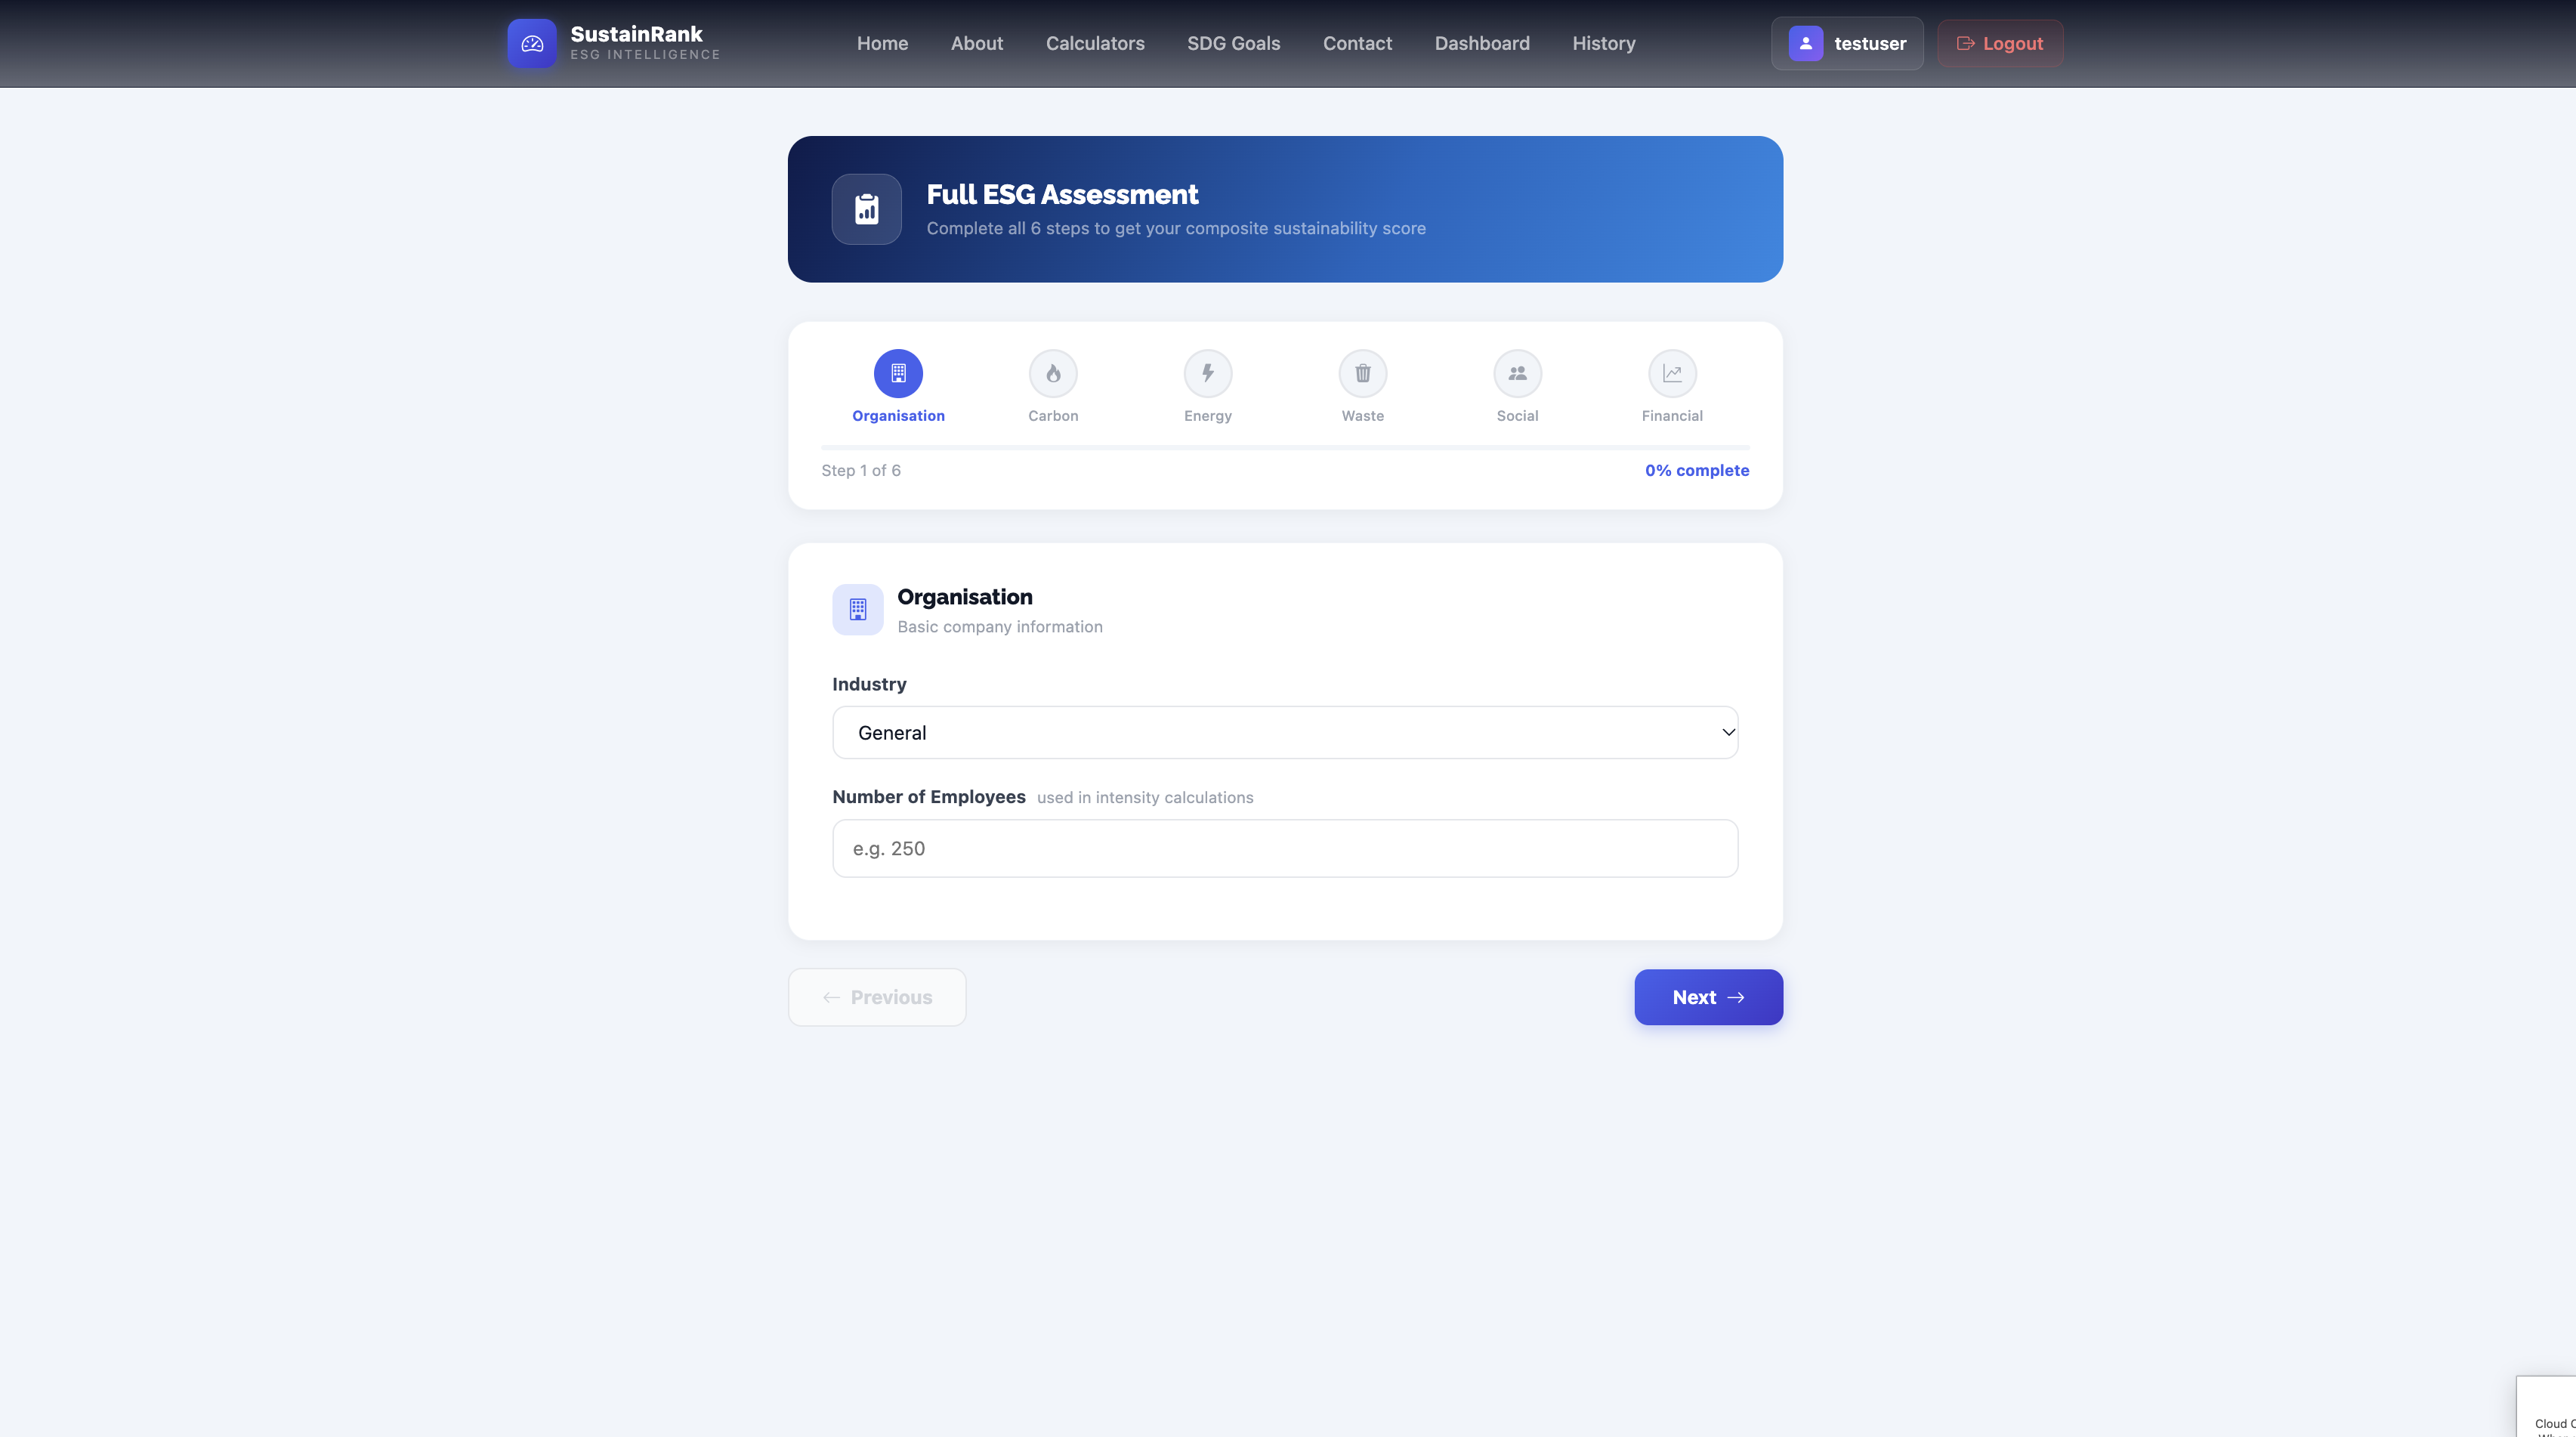 SustainRank
ESG INTELLIGENCE
Home
About
Calculators
SDG Goals
Contact
Dashboard
History
testuser
Logout
Full ESG Assessment
Complete all 6 steps to get your composite sustainability score
Organisation
Carbon
Energy
Waste
Social
Financial
Step 1 of 6
0% complete
Organisation
Basic company information
Industry
General
Number of Employees used in intensity calculations
e.g. 250
Previous
Next
Cloud